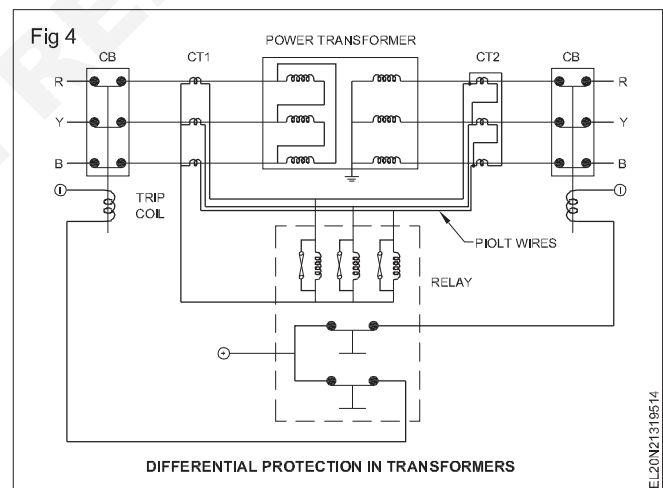 Fig 4
POWER TRANSFORMER
CB
CT1
CT2
CB
R
R
Y
Y
B
B
TRIP
COIL
PIOLT WIRES
RELAY
DIFFERENTIAL PROTECTION IN TRANSFORMERS
EL20N21319514